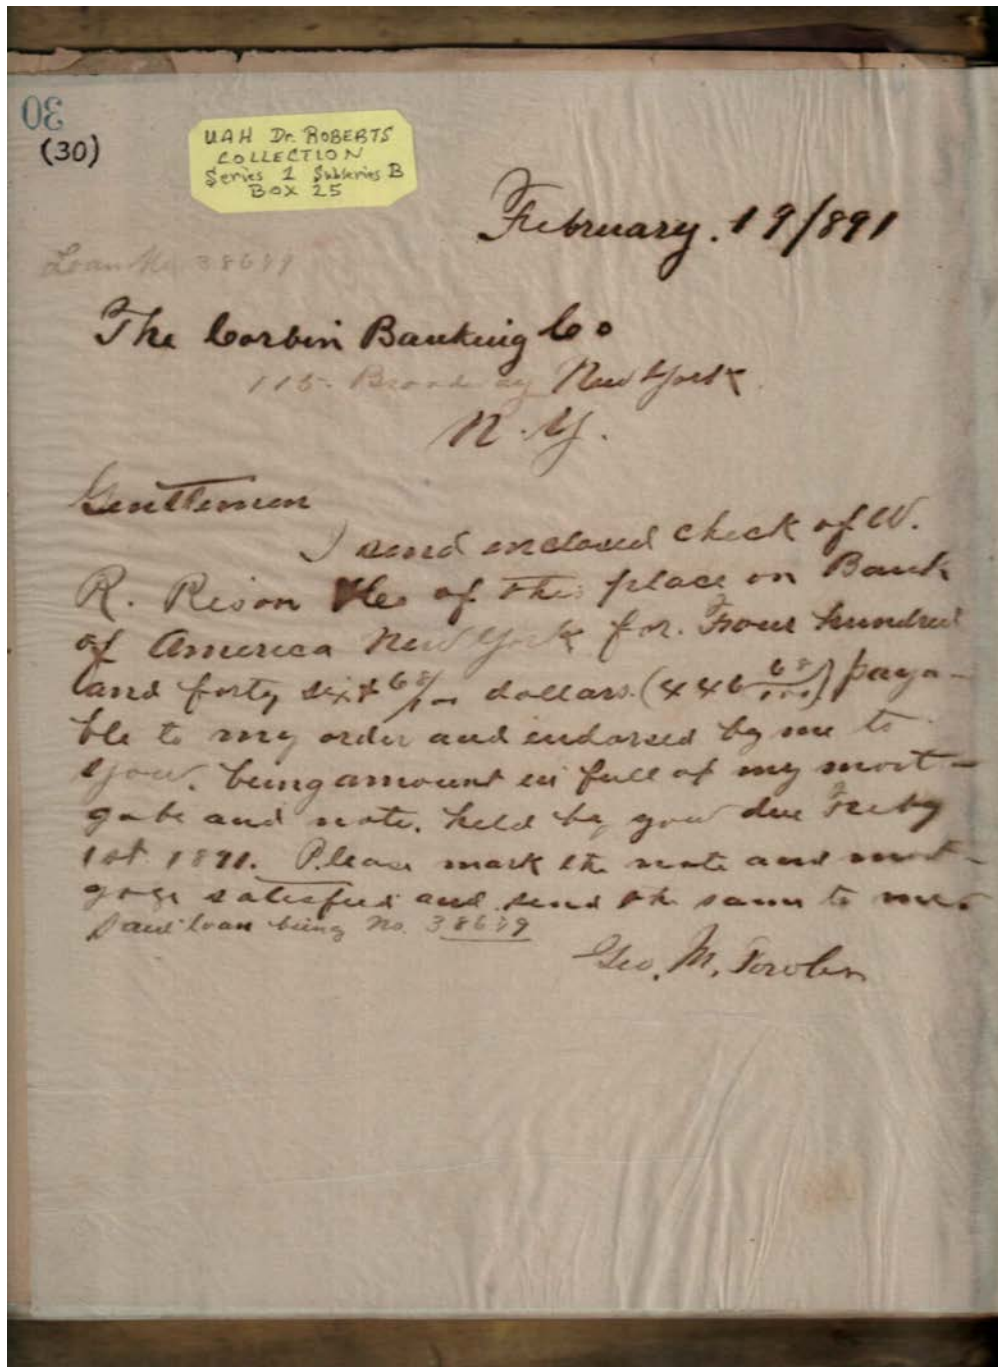 30
(30)
UAH Dr. ROBERTS
COLLECTION
Series 1 Subseries B
BOX 25
February. 19/891
Loan No 38699
The Corbin Banking Co
115. Broadway New York
N. Y.
Gentlemen
I send enclosed check of W.
R. Rison &Co of this place on Bank
of America New York for. Four hundred
and forty six & 68/100 dollars. (446 68/100) paya-
ble to my order and endorsed by me to
you. being amount in full of my mort-
gage and note. held by you due Feby
1st 1891. Please mark the note and mort-
gage satisfied and send the same to me.
Said loan being No.
Geo. M.